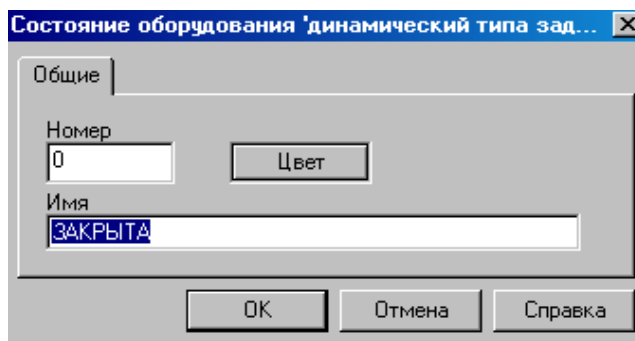 Состояние оборудования 'динамический типа зад...
Общие
Номер
0
Цвет
Имя
ЗАКРЫТА
OK
Отмена
Справка